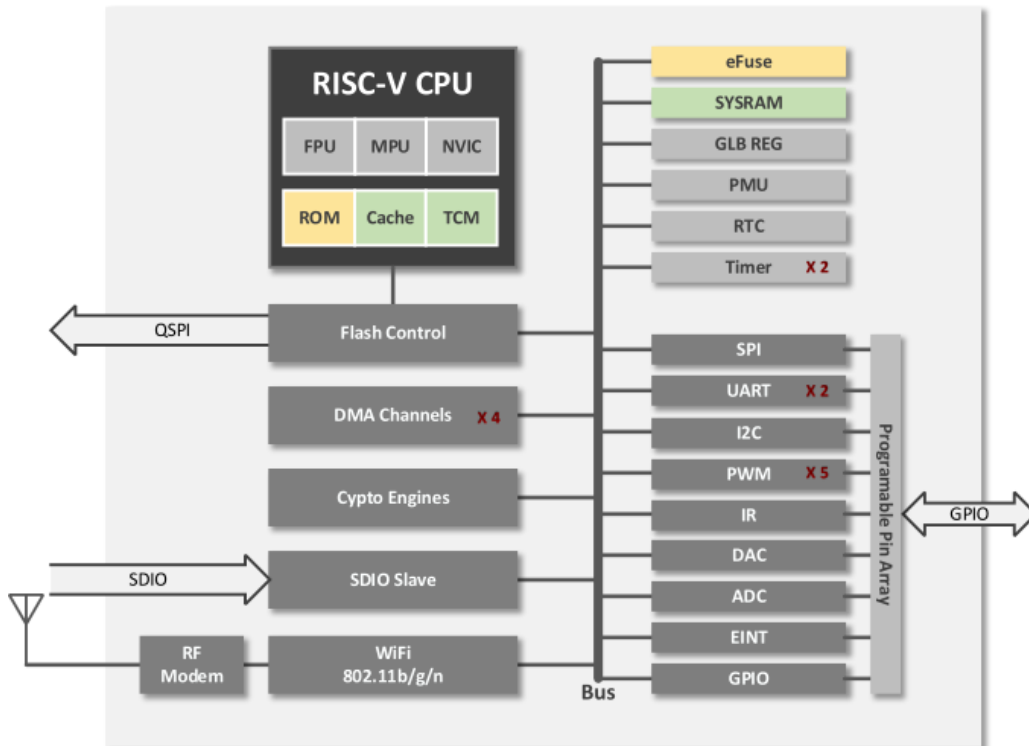 RISC-V CPU
FPU MPU NVIC
ROM Cache TCM
QSPI
Flash Control
DMA Channels X 4
Cypto Engines
SDIO
SDIO Slave
RF
Modem
WiFi
802.11b/g/n
Bus
eFuse
SYSRAM
GLB REG
PMU
RTC
Timer X 2
SPI
UART X 2
I2C
PWM X 5
IR
DAC
ADC
EINT
GPIO
Programable Pin Array
GPIO